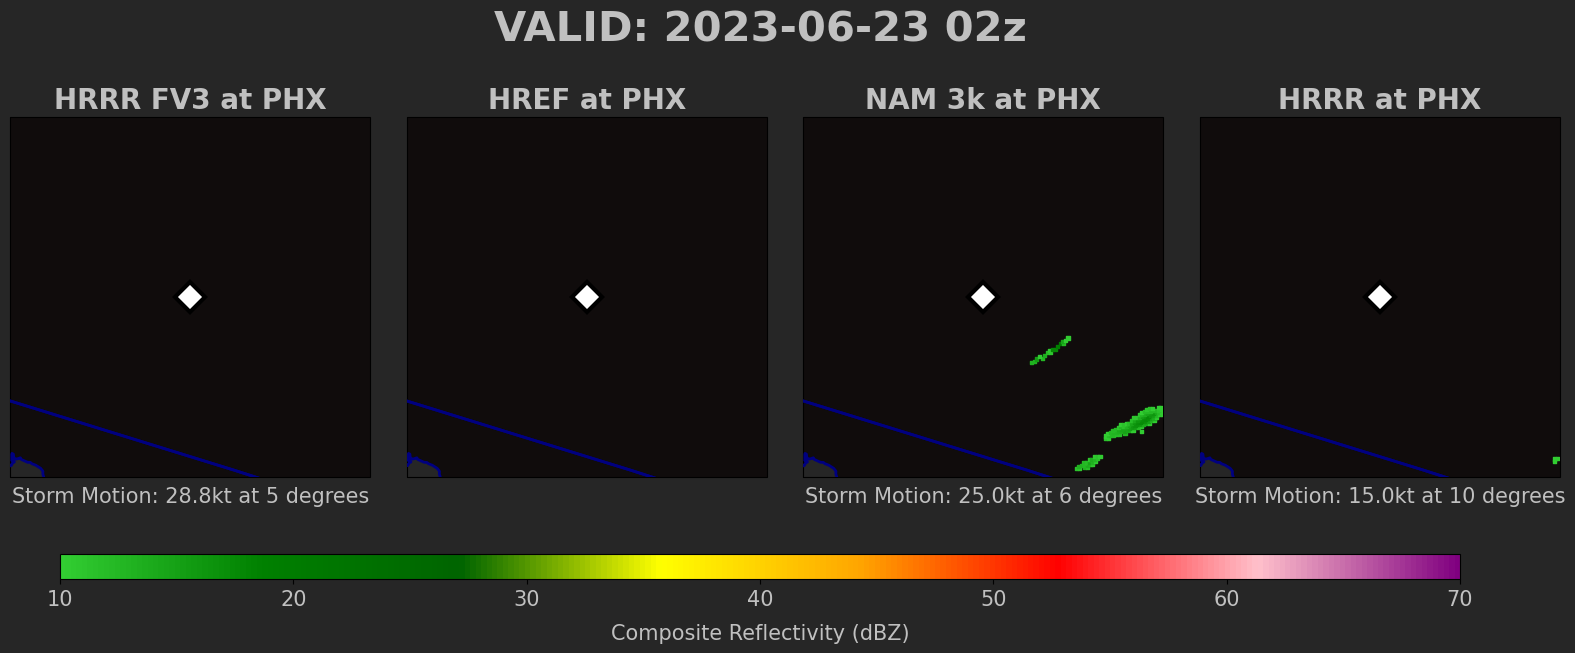 VALID: 2023-06-23 02z
HRRR FV3 at PHX
HREF at PHX
NAM 3k at PHX
HRRR at PHX
Storm Motion: 28.8kt at 5 degrees
Storm Motion: 25.0kt at 6 degrees
Storm Motion: 15.0kt at 10 degrees
10 20 30 40 50 60 70
Composite Reflectivity (dBZ)